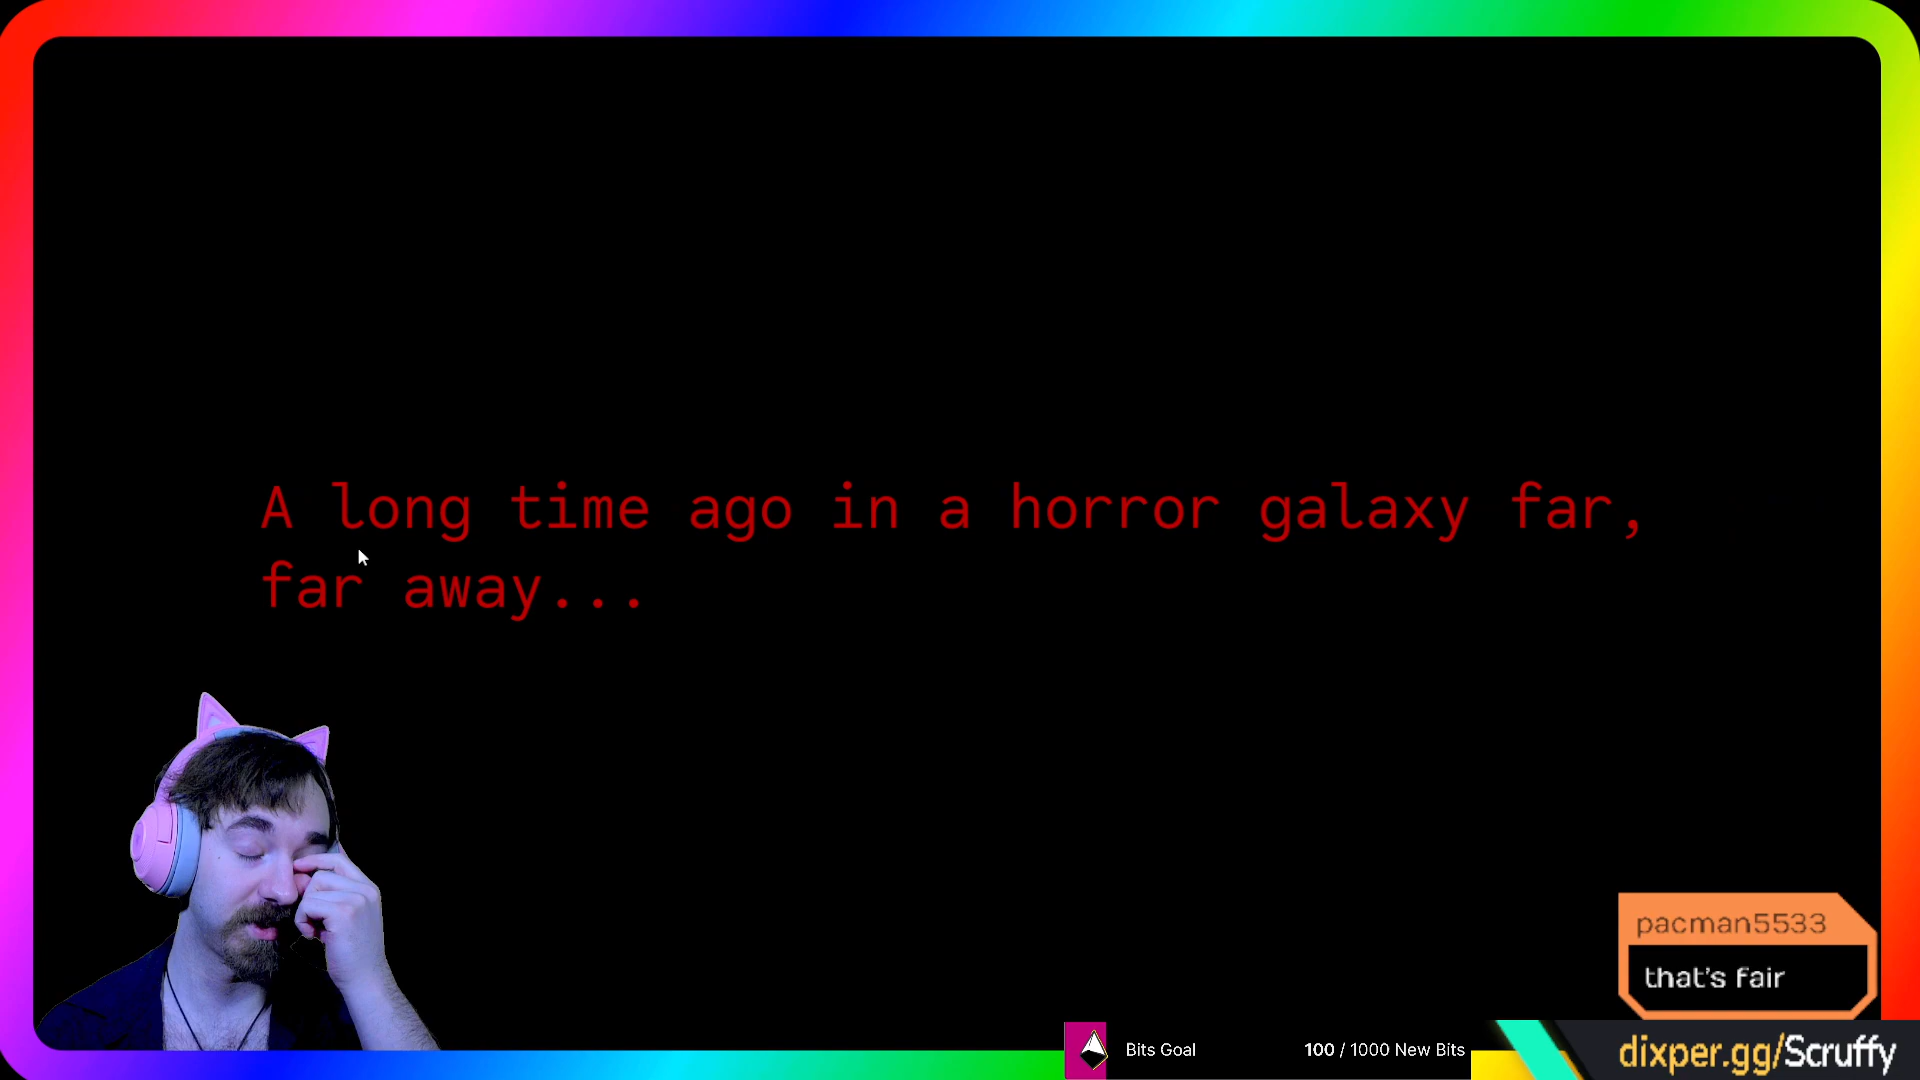 A long time ago in a horror galaxy far,
far away...
pacman5533
that's fair
Bits Goal
100 / 1000 New Bits
dixper.gg/Scruffy